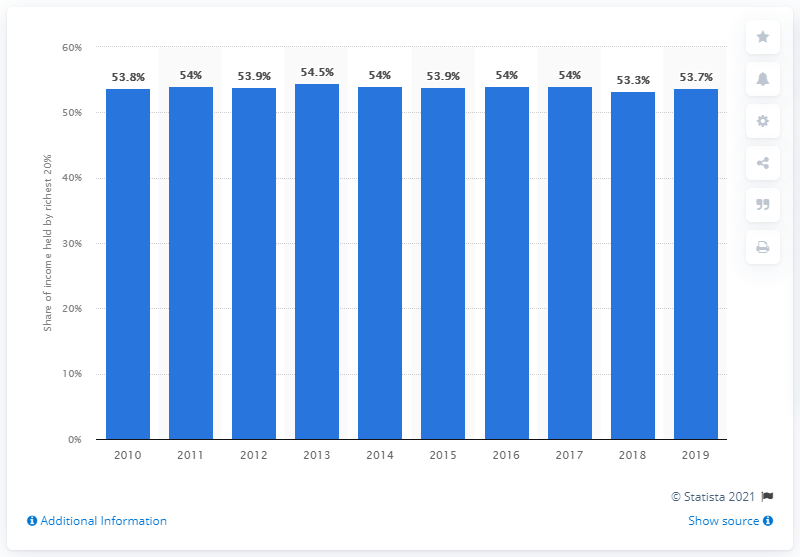 60%
50%
40%
30%
20%
10%
0%
Share of income held by richest 20%
53.8% 54% 53.9% 54.5% 54% 53.9% 54% 54% 53.3% 53.7%
2010 2011 2012 2013 2014 2015 2016 2017 2018 2019
© Statista 2021
Additional Information
Show source